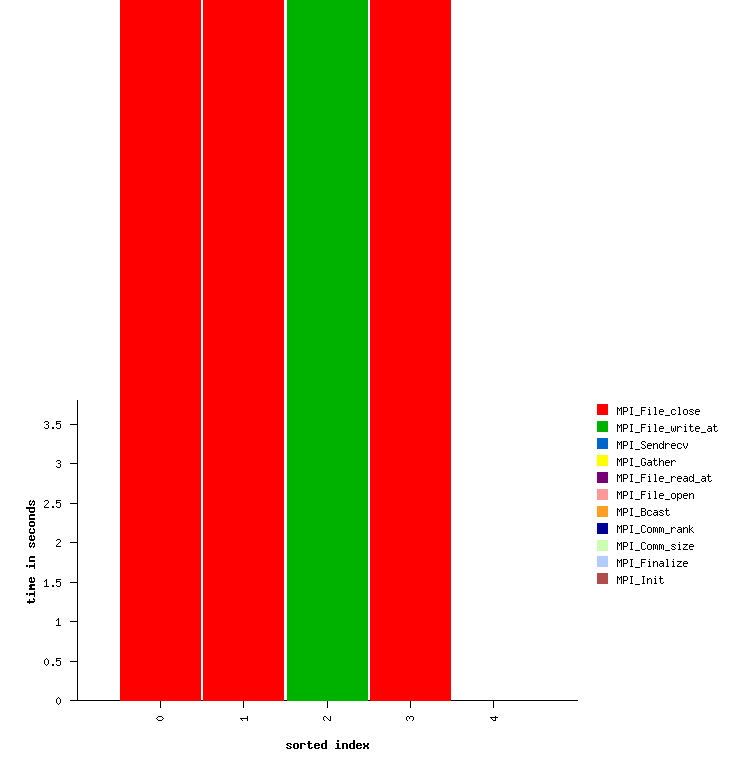 MPI_File_close
MPI_File_write_at
MPI_Sendrecv
MPI_Gather
MPI_File_read_at
MPI_File_open
MPI_Bcast
MPI_Comm_rank
MPI_Comm_size
MPI_Finalize
MPI_Init
time in seconds
3.5
3
2.5
2
1.5
1
0.5
0
0
1
2
3
4
sorted index